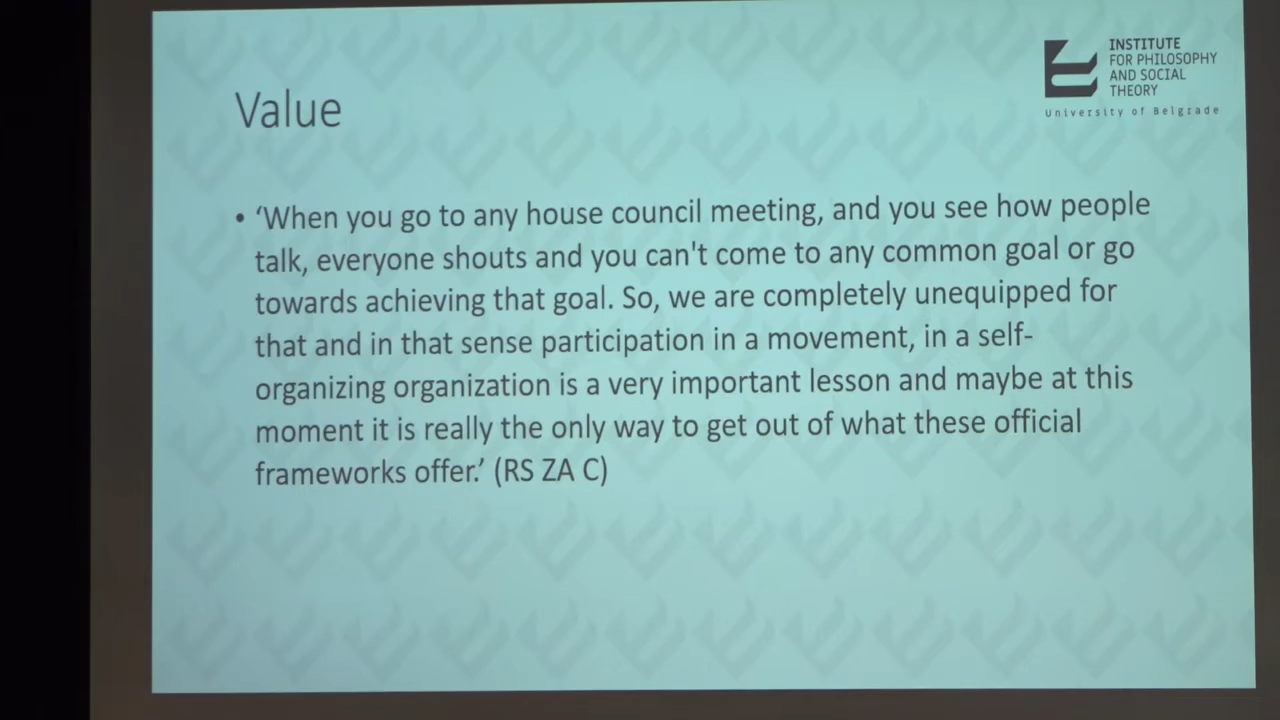 INSTITUTE
FOR PHILOSOPHY
AND SOCIAL
THEORY
University of Belgrade
Value
• ‘When you go to any house council meeting, and you see how people
talk, everyone shouts and you can't come to any common goal or go
towards achieving that goal. So, we are completely unequipped for
that and in that sense participation in a movement, in a self-
organizing organization is a very important lesson and maybe at this
moment it is really the only way to get out of what these official
frameworks offer.’ (RS ZA C)